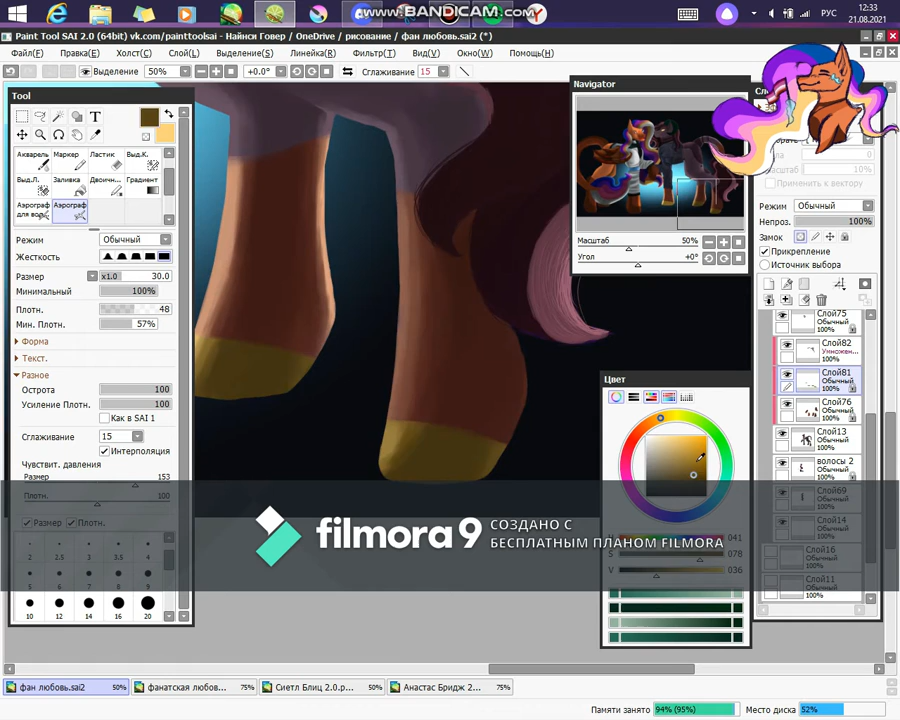 WWW.BANDICAM.COM
РУС
12:33
21.08.2021
Paint Tool SAI 2.0 (64bit) vk.com/painttoolsai - Найнси Говер / OneDrive / рисование / фан любовь.sai2 (*)
Файл(F) Правка(E) Холст(C) Слой(L) Выделение(S) Линейка(R) Фильтр(T) Вид(V) Окно(W) Помощь(H)
Выделение 50% +0.0° Сглаживание 15
Tool
T
Акварель Маркер Ластик Выд.К.
Выд.Л. Заливка Двоичн... Градиент
Аэрограф для во Аэрограф
Режим Обычный
Жесткость
Размер x1.0 30.0
Минимальный 100%
Плотн. 48
Мин. Плотн. 57%
Форма
Текст.
Разное
Острота 100
Усиление Плотн. 100
Как в SAI 1
Сглаживание 15
Интерполяция
Чувствит. давления
Размер 153
Плотн. 100
Размер Плотн.
2 2.5 3 3.5 4
5 6 7 8 9
10 12 14 16 20
Navigator
Масштаб 50%
Угол +0°
Цвет
H 041
S 078
V 036
0
10%
Применить к вектору
Режим Обычный
Непроз. 100%
Замок
Прикрепление
Источник выбора
Слой75
Обычный
100%
Слой82
Умножен...
100%
Слой81
Обычный
100%
Слой76
Обычный
100%
Слой13
Обычный
100%
волосы 2
Обычный
100%
Слой69
Обычный
100%
Слой14
Обычный
100%
Слой16
Обычный
100%
Слой11
Обычный
100%
filmora9
СОЗДАНО С
БЕСПЛАТНЫМ ПЛАНОМ FILMORA
фан любовь.sai2 50% фанатская любов... 75% Сиетл Блиц 2.0.p... 50% Анастас Бридж 2... 75%
Памяти занято 94% (95%) Место диска 52%